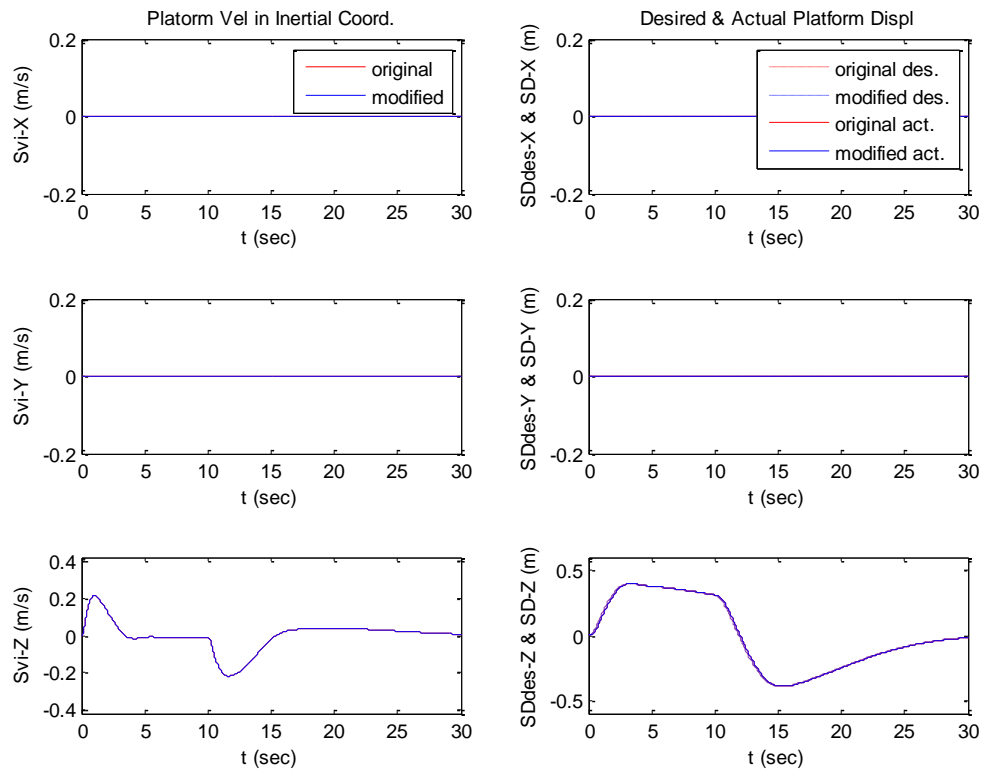 Platorm Vel in Inertial Coord.
Desired & Actual Platform Displ
0.2
0
-0.2
Svi-X (m/s)
original
modified
0 5 10 15 20 25 30
t (sec)
0.2
0
-0.2
SDdes-X & SD-X (m)
original des.
modified des.
original act.
modified act.
0 5 10 15 20 25 30
t (sec)
0.2
0
-0.2
Svi-Y (m/s)
0 5 10 15 20 25 30
t (sec)
0.2
0
-0.2
SDdes-Y & SD-Y (m)
0 5 10 15 20 25 30
t (sec)
0.4
0.2
0
-0.2
-0.4
Svi-Z (m/s)
0 5 10 15 20 25 30
t (sec)
0.5
0
-0.5
SDdes-Z & SD-Z (m)
0 5 10 15 20 25 30
t (sec)